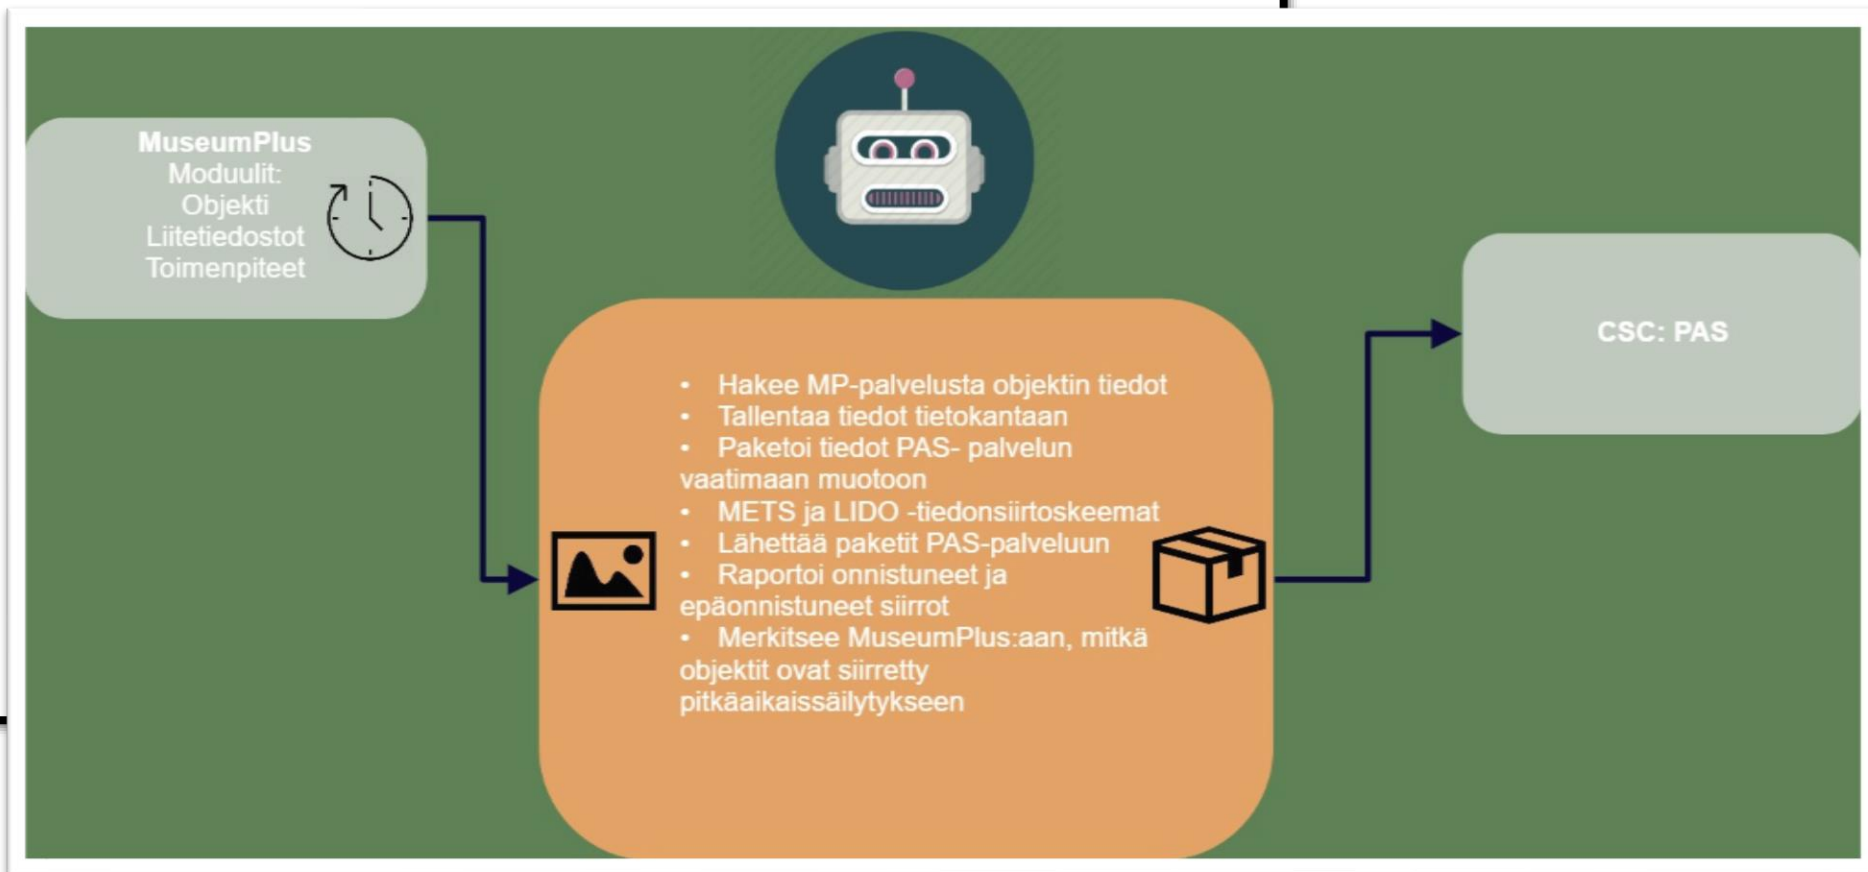 MuseumPlus
Moduulit:
Objekti
Liitetiedostot
Toimenpiteet
• Hakee MP-palvelusta objektin tiedot
• Tallentaa tiedot tietokantaan
• Paketoi tiedot PAS- palvelun
vaatimaan muotoon
• METS ja LIDO -tiedonsiirtoskeemat
• Lähettää paketit PAS-palveluun
• Raportoi onnistuneet ja
epäonnistuneet siirrot
• Merkitsee MuseumPlus:aan, mitkä
objektit ovat siirretty
pitkäaikaissäilytykseen
CSC: PAS